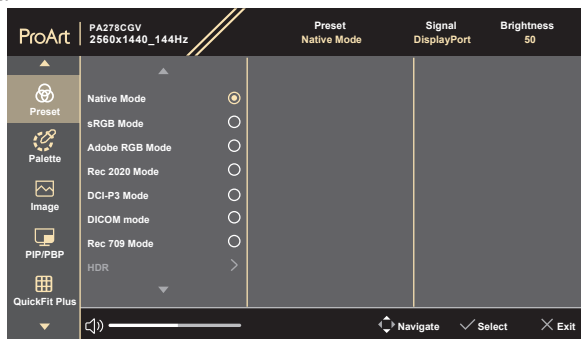 ProArt
PA278CGV
2560x1440_144Hz
Preset
Native Mode
Signal
DisplayPort
Brightness
50
Preset
Palette
Image
PIP/PBP
QuickFit Plus
Native Mode
sRGB Mode
Adobe RGB Mode
Rec 2020 Mode
DCI-P3 Mode
DICOM mode
Rec 709 Mode
HDR
Navigate
Select
Exit